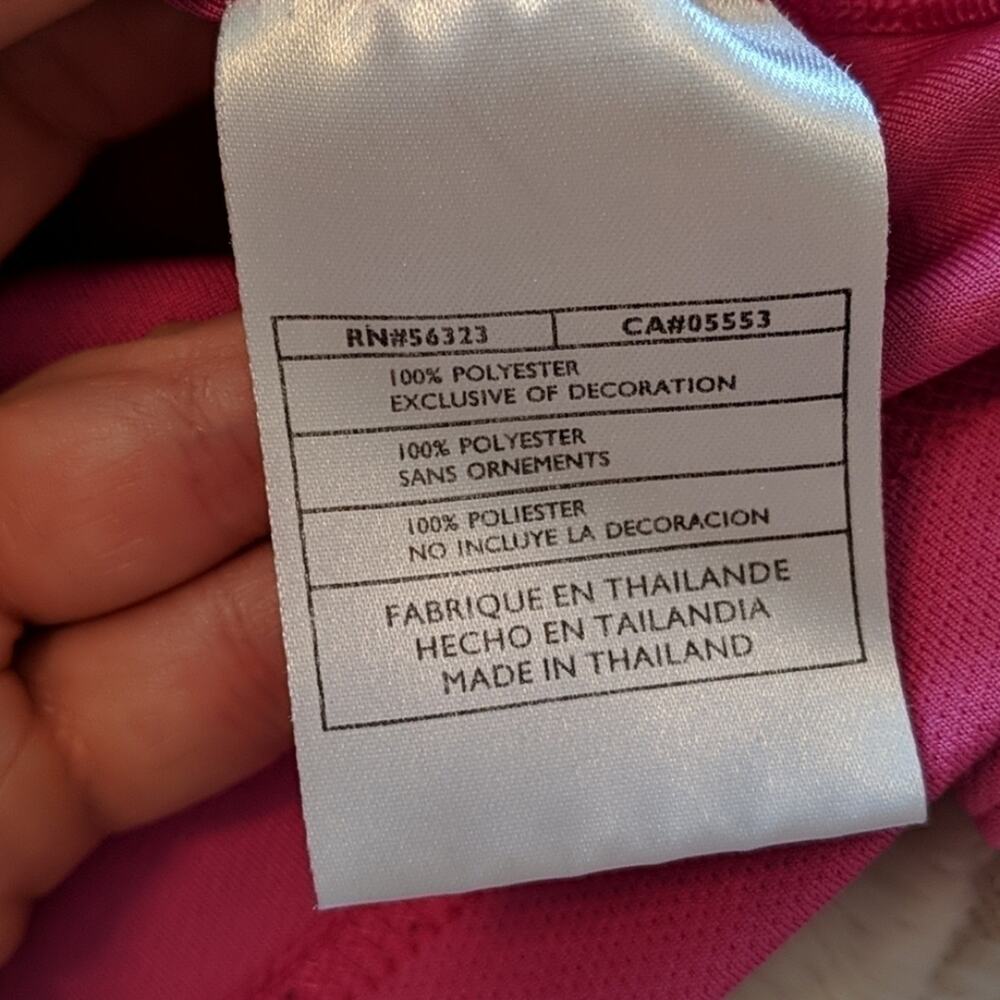 RN#56323 CA#05553
100% POLYESTER
EXCLUSIVE OF DECORATION
100% POLYESTER
SANS ORNEMENTS
100% POLIESTER
NO INCLUYE LA DECORACION
FABRIQUE EN THAILANDE
HECHO EN TAILANDIA
MADE IN THAILAND